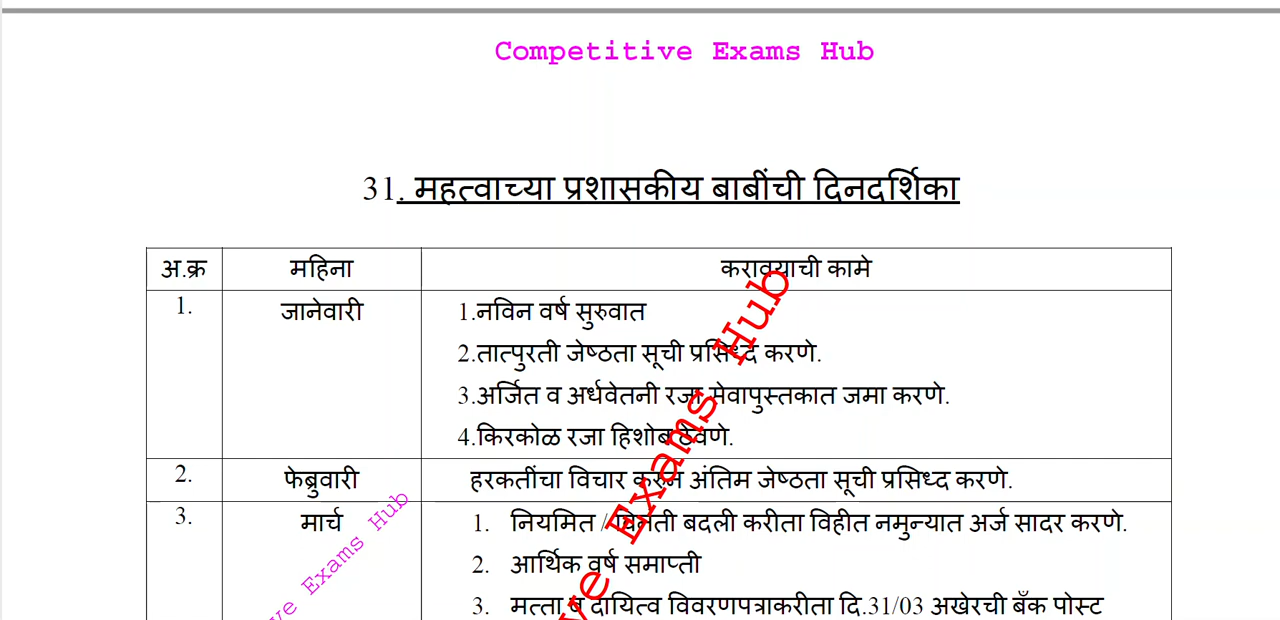 Competitive Exams Hub
31. महत्वाच्या प्रशासकीय बाबींची दिनदर्शिका
अ.क्र महिना करावयाची कामे
1. जानेवारी 1.नविन वर्ष सुरुवात
2.तात्पुरती जेष्ठता सूची प्रसिध्द करणे.
3.अर्जित व अर्धवेतनी रजा सेवापुस्तकात जमा करणे.
4.किरकोळ रजा हिशोब ठेवणे.
2. फेब्रुवारी हरकतींचा विचार करुन अंतिम जेष्ठता सूची प्रसिध्द करणे.
3. मार्च 1. नियमित / विनंती बदली करीता विहीत नमुन्यात अर्ज सादर करणे.
2. आर्थिक वर्ष समाप्ती
3. मत्ता व दायित्व विवरणपत्राकरीता दि.31/03 अखेरची बँक पोस्ट
ve Exams Hub
ve Exams Hub